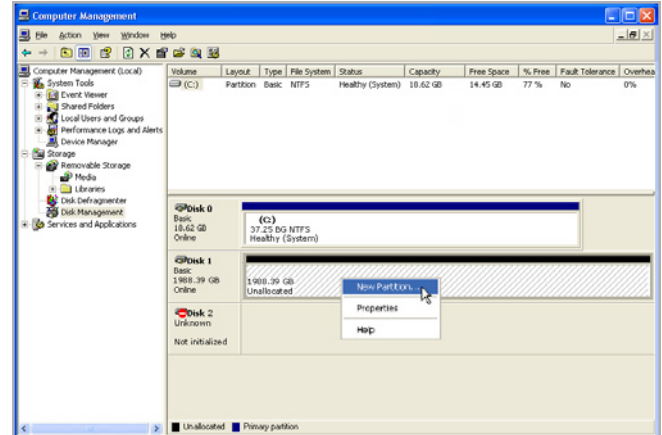 Computer Management
File Action View Window Help
Computer Management (Local)
System Tools
Event Viewer
Shared Folders
Local Users and Groups
Performance Logs and Alerts
Device Manager
Storage
Removable Storage
Media
Libraries
Disk Defragmenter
Disk Management
Services and Applications
Volume Layout Type File System Status Capacity Free Space % Free Fault Tolerance Overhea
(C:) Partition Basic NTFS Healthy (System) 18.62 GB 14.45 GB 77 % No 0%
Disk 0
Basic
18.62 GB
Online
(C:)
37.25 BG NTFS
Healthy (System)
Disk 1
Basic
1988.39 GB
Online
1908.39 GB
Unallocated
New Partition...
Properties
Help
Disk 2
Unknown
Not initialized
Unallocated Primary partition